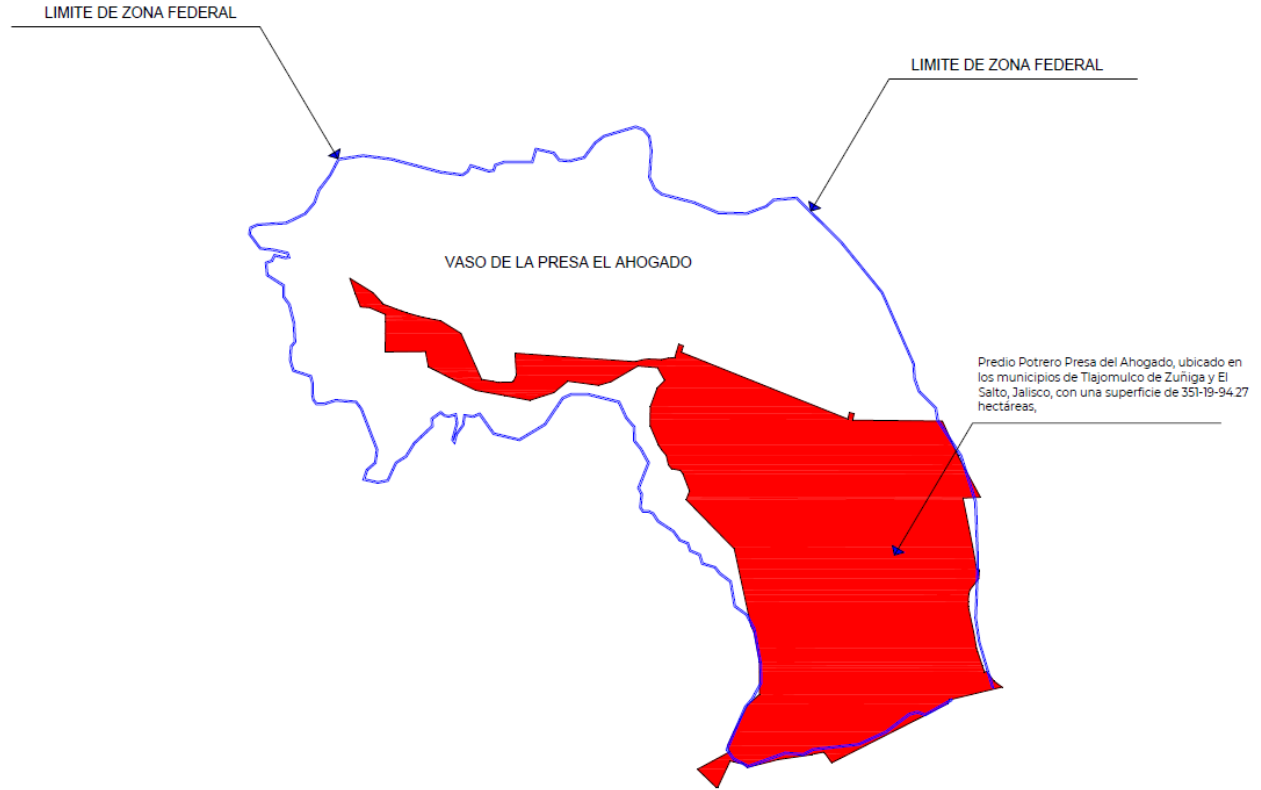 LIMITE DE ZONA FEDERAL
LIMITE DE ZONA FEDERAL
VASO DE LA PRESA EL AHOGADO
Predio Potrero Presa del Ahogado, ubicado en
los municipios de Tlajomulco de Zuñiga y El
Salto, Jalisco, con una superficie de 351-19-94.27
hectáreas,